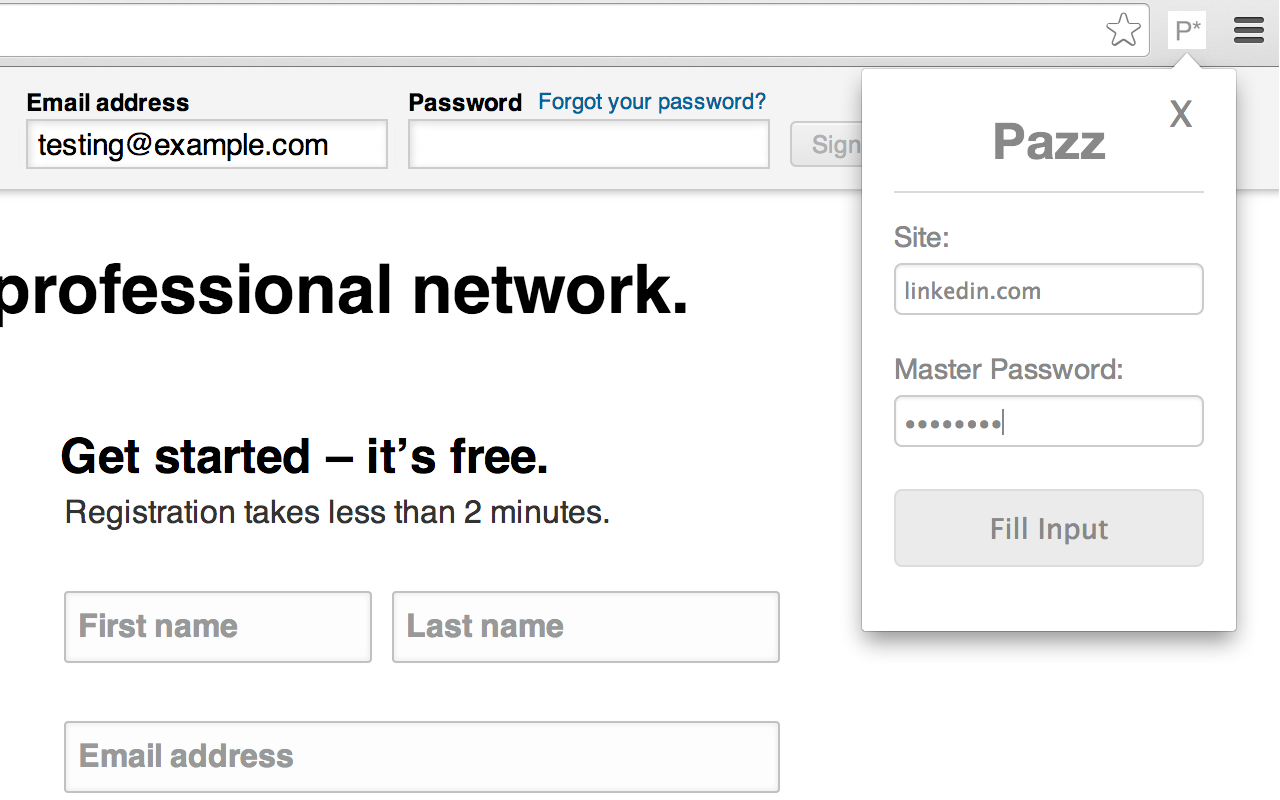 P*
Email address
Password Forgot your password?
testing@example.com
Sign
X
Pazz
Site:
linkedin.com
Master Password:
••••••••
Fill Input
professional network.
Get started – it’s free.
Registration takes less than 2 minutes.
First name
Last name
Email address